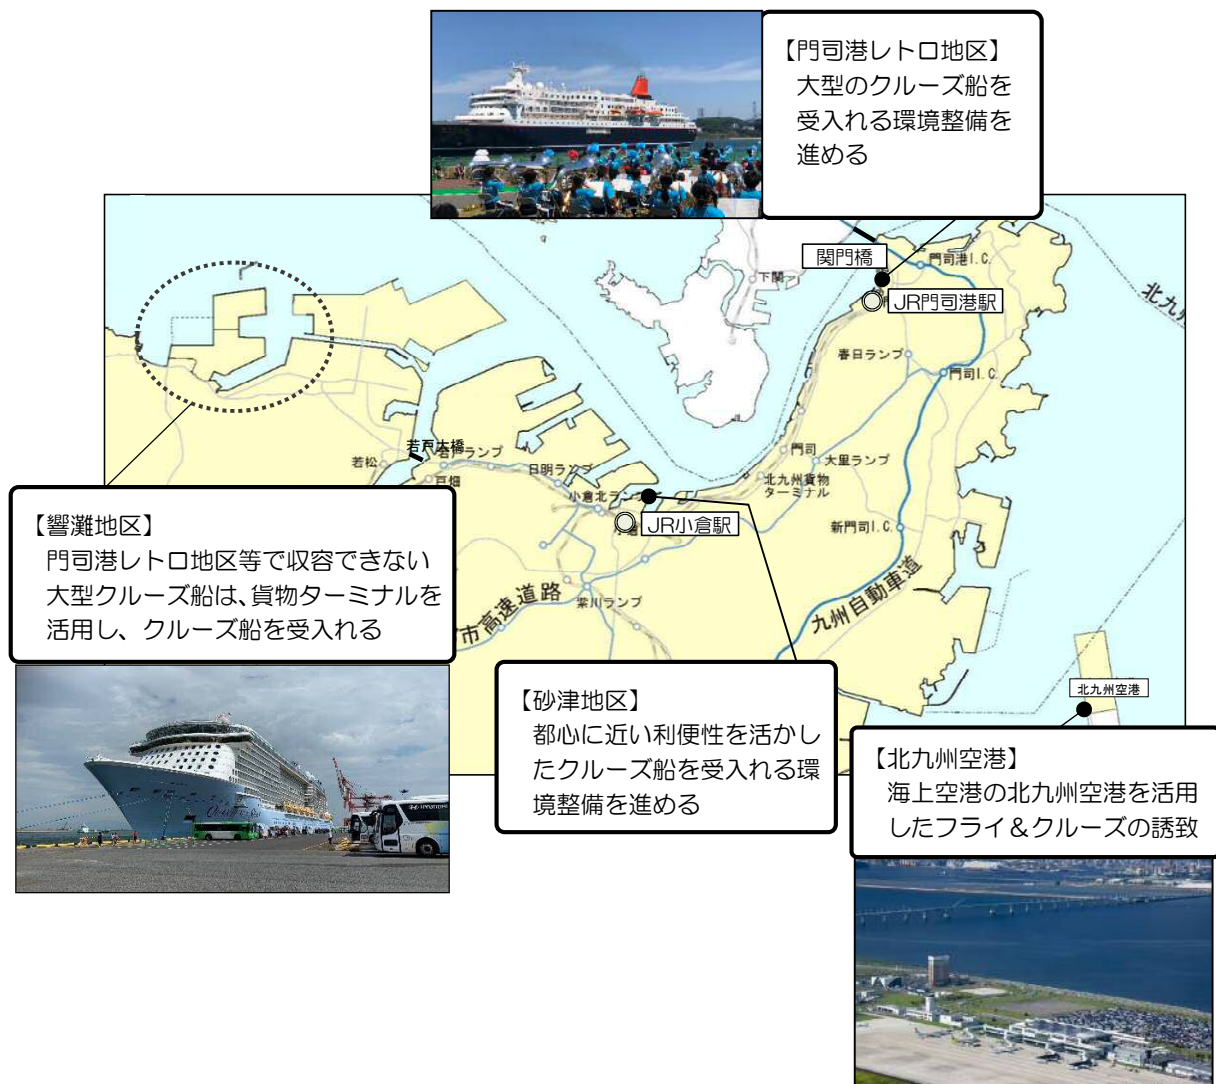 【門司港レトロ地区】
大型のクルーズ船を
受入れる環境整備を
進める
関門橋
門司港I.C.
下関
JR門司港駅
北九州
春日ランプ
門司I.C.
若戸大橋
若戸ランプ
若松
戸畑
日明ランプ
門司
大里ランプ
北九州貨物
ターミナル
小倉北ランプ
JR小倉駅
新門司I.C.
【響灘地区】
門司港レトロ地区等で収容できない
大型クルーズ船は、貨物ターミナルを
活用し、クルーズ船を受入れる
市高速道路
紫川ランプ
九州自動車道
北九州空港
【砂津地区】
都心に近い利便性を活かし
たクルーズ船を受入れる環
境整備を進める
【北九州空港】
海上空港の北九州空港を活用
したフライ＆クルーズの誘致